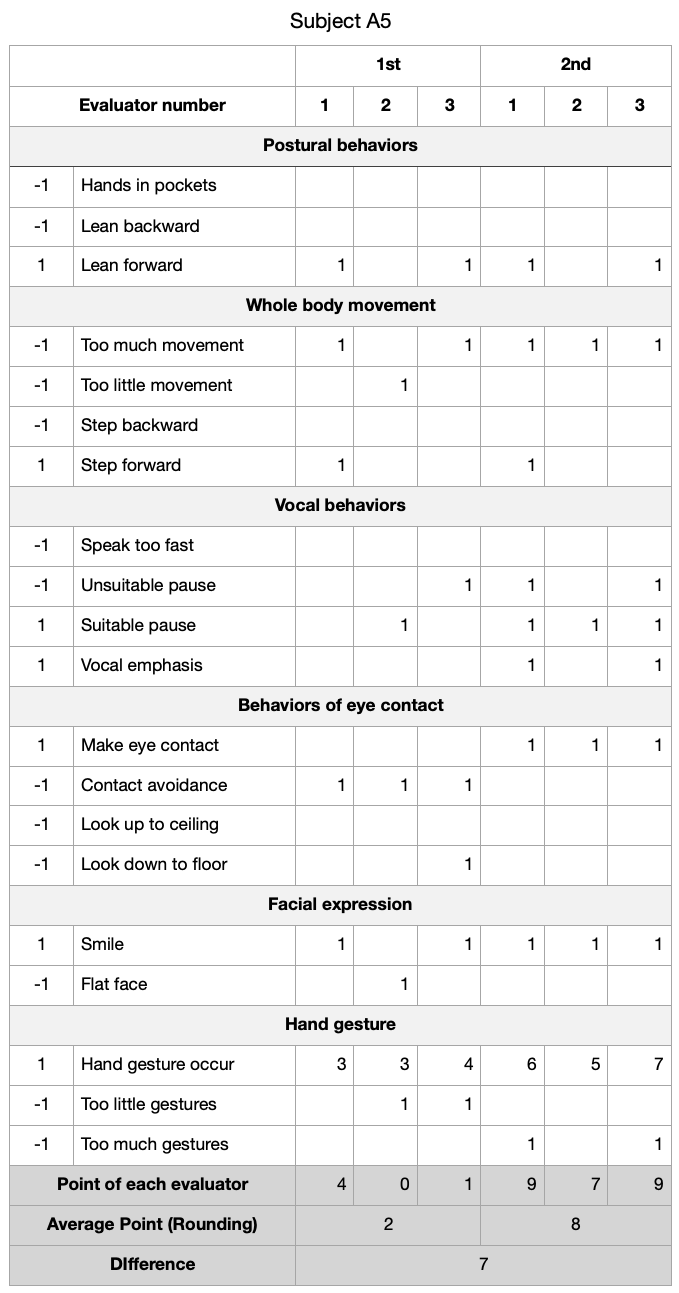 Subject A5
1st 2nd
Evaluator number 1 2 3 1 2 3
Postural behaviors
-1 Hands in pockets
-1 Lean backward
1 Lean forward 1 1 1 1
Whole body movement
-1 Too much movement 1 1 1 1 1
-1 Too little movement 1
-1 Step backward
1 Step forward 1 1
Vocal behaviors
-1 Speak too fast
-1 Unsuitable pause 1 1 1
1 Suitable pause 1 1 1 1
1 Vocal emphasis 1 1
Behaviors of eye contact
1 Make eye contact 1 1 1
-1 Contact avoidance 1 1 1
-1 Look up to ceiling
-1 Look down to floor 1
Facial expression
1 Smile 1 1 1 1 1
-1 Flat face 1
Hand gesture
1 Hand gesture occur 3 3 4 6 5 7
-1 Too little gestures 1 1
-1 Too much gestures 1 1
Point of each evaluator 4 0 1 9 7 9
Average Point (Rounding) 2 8
DIfference 7